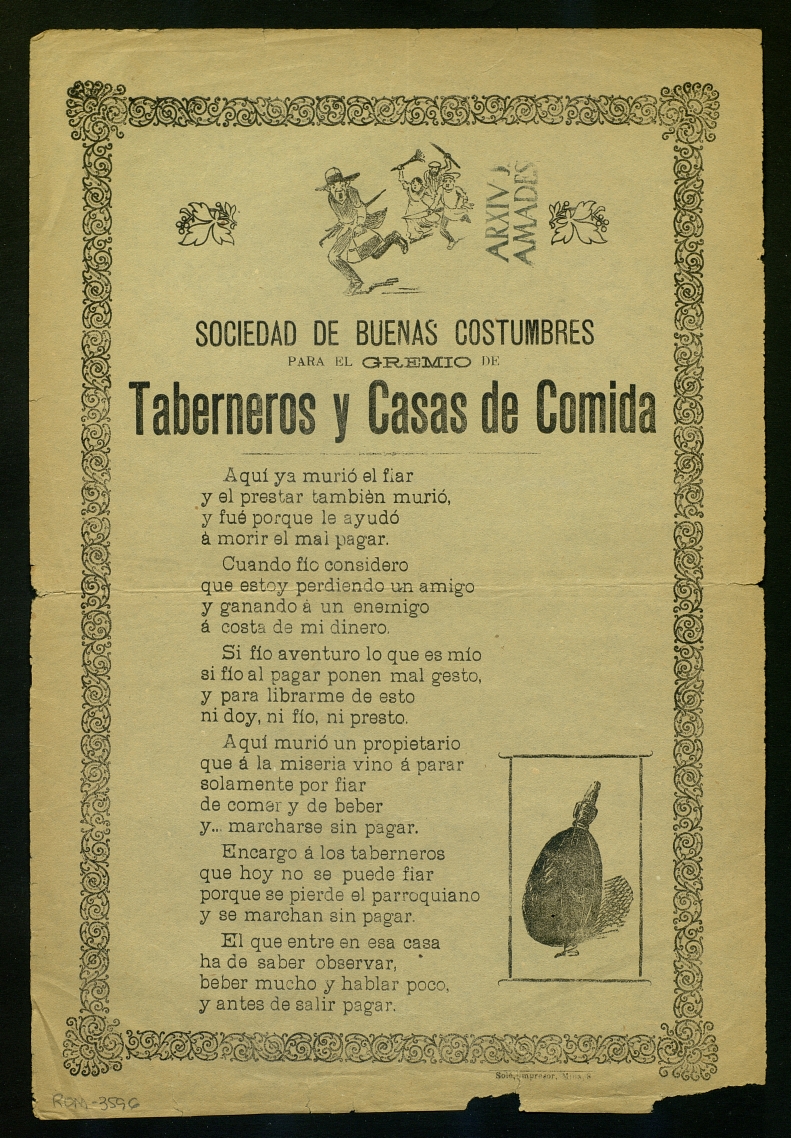 ARXIV J.
AMADES
SOCIEDAD DE BUENAS COSTUMBRES
PARA EL GREMIO DE
Taberneros y Casas de Comida
Aquí ya murió el fiar
y el prestar tambièn murió,
y fué porque le ayudó
à morir el mal pagar.
Cuando fío considero
que estoy perdiendo un amigo
y ganando à un enemigo
á costa de mi dinero.
Si fío aventuro lo que es mío
si fío al pagar ponen mal gesto,
y para librarme de esto
ni doy, ni fío, ni presto.
Aquí murió un propietario
que á la miseria vino á parar
solamente por fiar
de comer y de beber
y... marcharse sin pagar.
Encargo á los taberneros
que hoy no se puede fiar
porque se pierde el parroquiano
y se marchan sin pagar.
El que entre en esa casa
ha de saber observar,
beber mucho y hablar poco,
y antes de salir pagar.
impresor,
ROM-3596